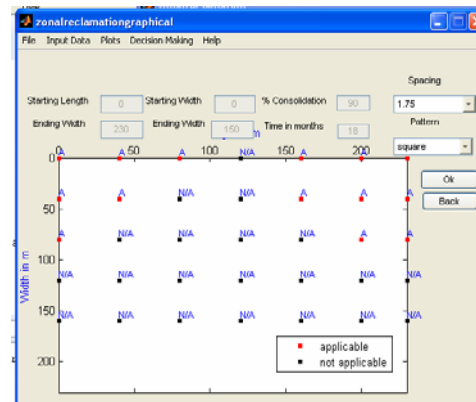 zonalreclamationgraphical
File Input Data Plots Decision Making Help
Spacing
Starting Length 0 Starting Width 0 % Consolidation 90 1.75
Pattern
Ending Width 230 Ending Width 150 Time in months 18
m
square
A A A N/A A A A
0 50 100 150 200
0
Ok
A A N/A N/A A A A
Back
50
A N/A N/A N/A N/A A A
100
N/A N/A N/A N/A N/A N/A N/A
Width in m
150
N/A N/A N/A N/A N/A N/A N/A
200
applicable
not applicable